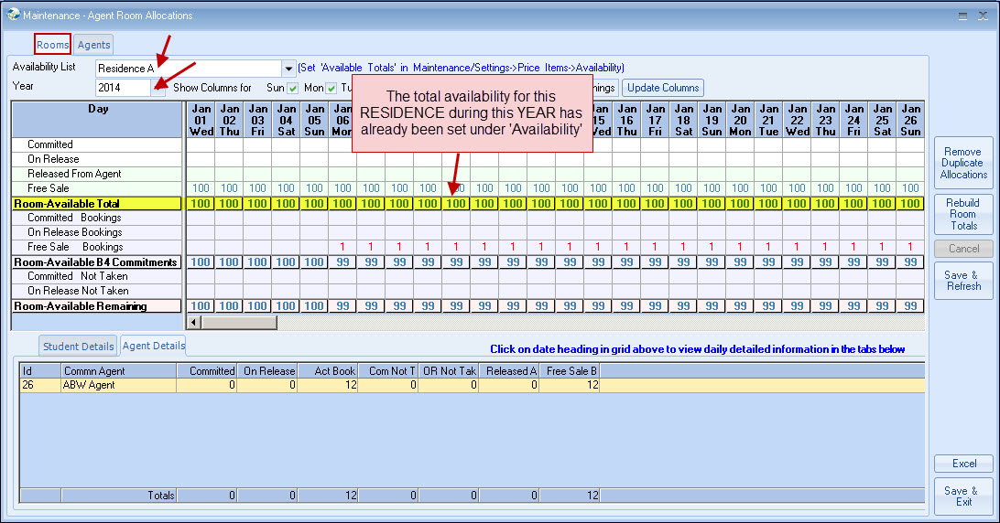 Maintenance - Agent Room Allocations
Rooms Agents
Availability List Residence A (Set 'Available Totals' in Maintenance/Settings->Price Items->Availability)
Year 2014 Show Columns for Sun Mon Tu nings Update Columns
The total availability for this
RESIDENCE during this YEAR has
already been set under 'Availability'
Day Jan 01 Wed Jan 02 Thu Jan 03 Fri Jan 04 Sat Jan 05 Sun Jan 06 Mon Jan 15 Wed Jan 16 Thu Jan 17 Fri Jan 18 Sat Jan 19 Sun Jan 20 Mon Jan 21 Tue Jan 22 Wed Jan 23 Thu Jan 24 Fri Jan 25 Sat Jan 26 Sun
Committed
On Release
Released From Agent
Free Sale 100 100 100 100 100 100 100 100 100 100 100 100 100 100 100 100 100 100 100 100 100 100 100 100 100 100
Room-Available Total 100 100 100 100 100 100 100 100 100 100 100 100 100 100 100 100 100 100 100 100 100 100 100 100 100 100
Committed Bookings
On Release Bookings
Free Sale Bookings 1 1 1 1 1 1 1 1 1 1 1 1 1 1 1 1 1 1 1 1 1
Room-Available B4 Commitments 100 100 100 100 100 99 99 99 99 99 99 99 99 99 99 99 99 99 99 99 99 99 99 99 99 99
Committed Not Taken
On Release Not Taken
Room-Available Remaining 100 100 100 100 100 99 99 99 99 99 99 99 99 99 99 99 99 99 99 99 99 99 99 99 99 99
Remove
Duplicate
Allocations
Rebuild
Room
Totals
Cancel
Save &
Refresh
Student Details Agent Details
Click on date heading in grid above to view daily detailed information in the tabs below
Id Commn Agent Committed On Release Act Book Com Not T OR Not Tak Released A Free Sale B
26 ABW Agent 0 0 12 0 0 0 12
Totals 0 0 12 0 0 0 12
Excel
Save &
Exit